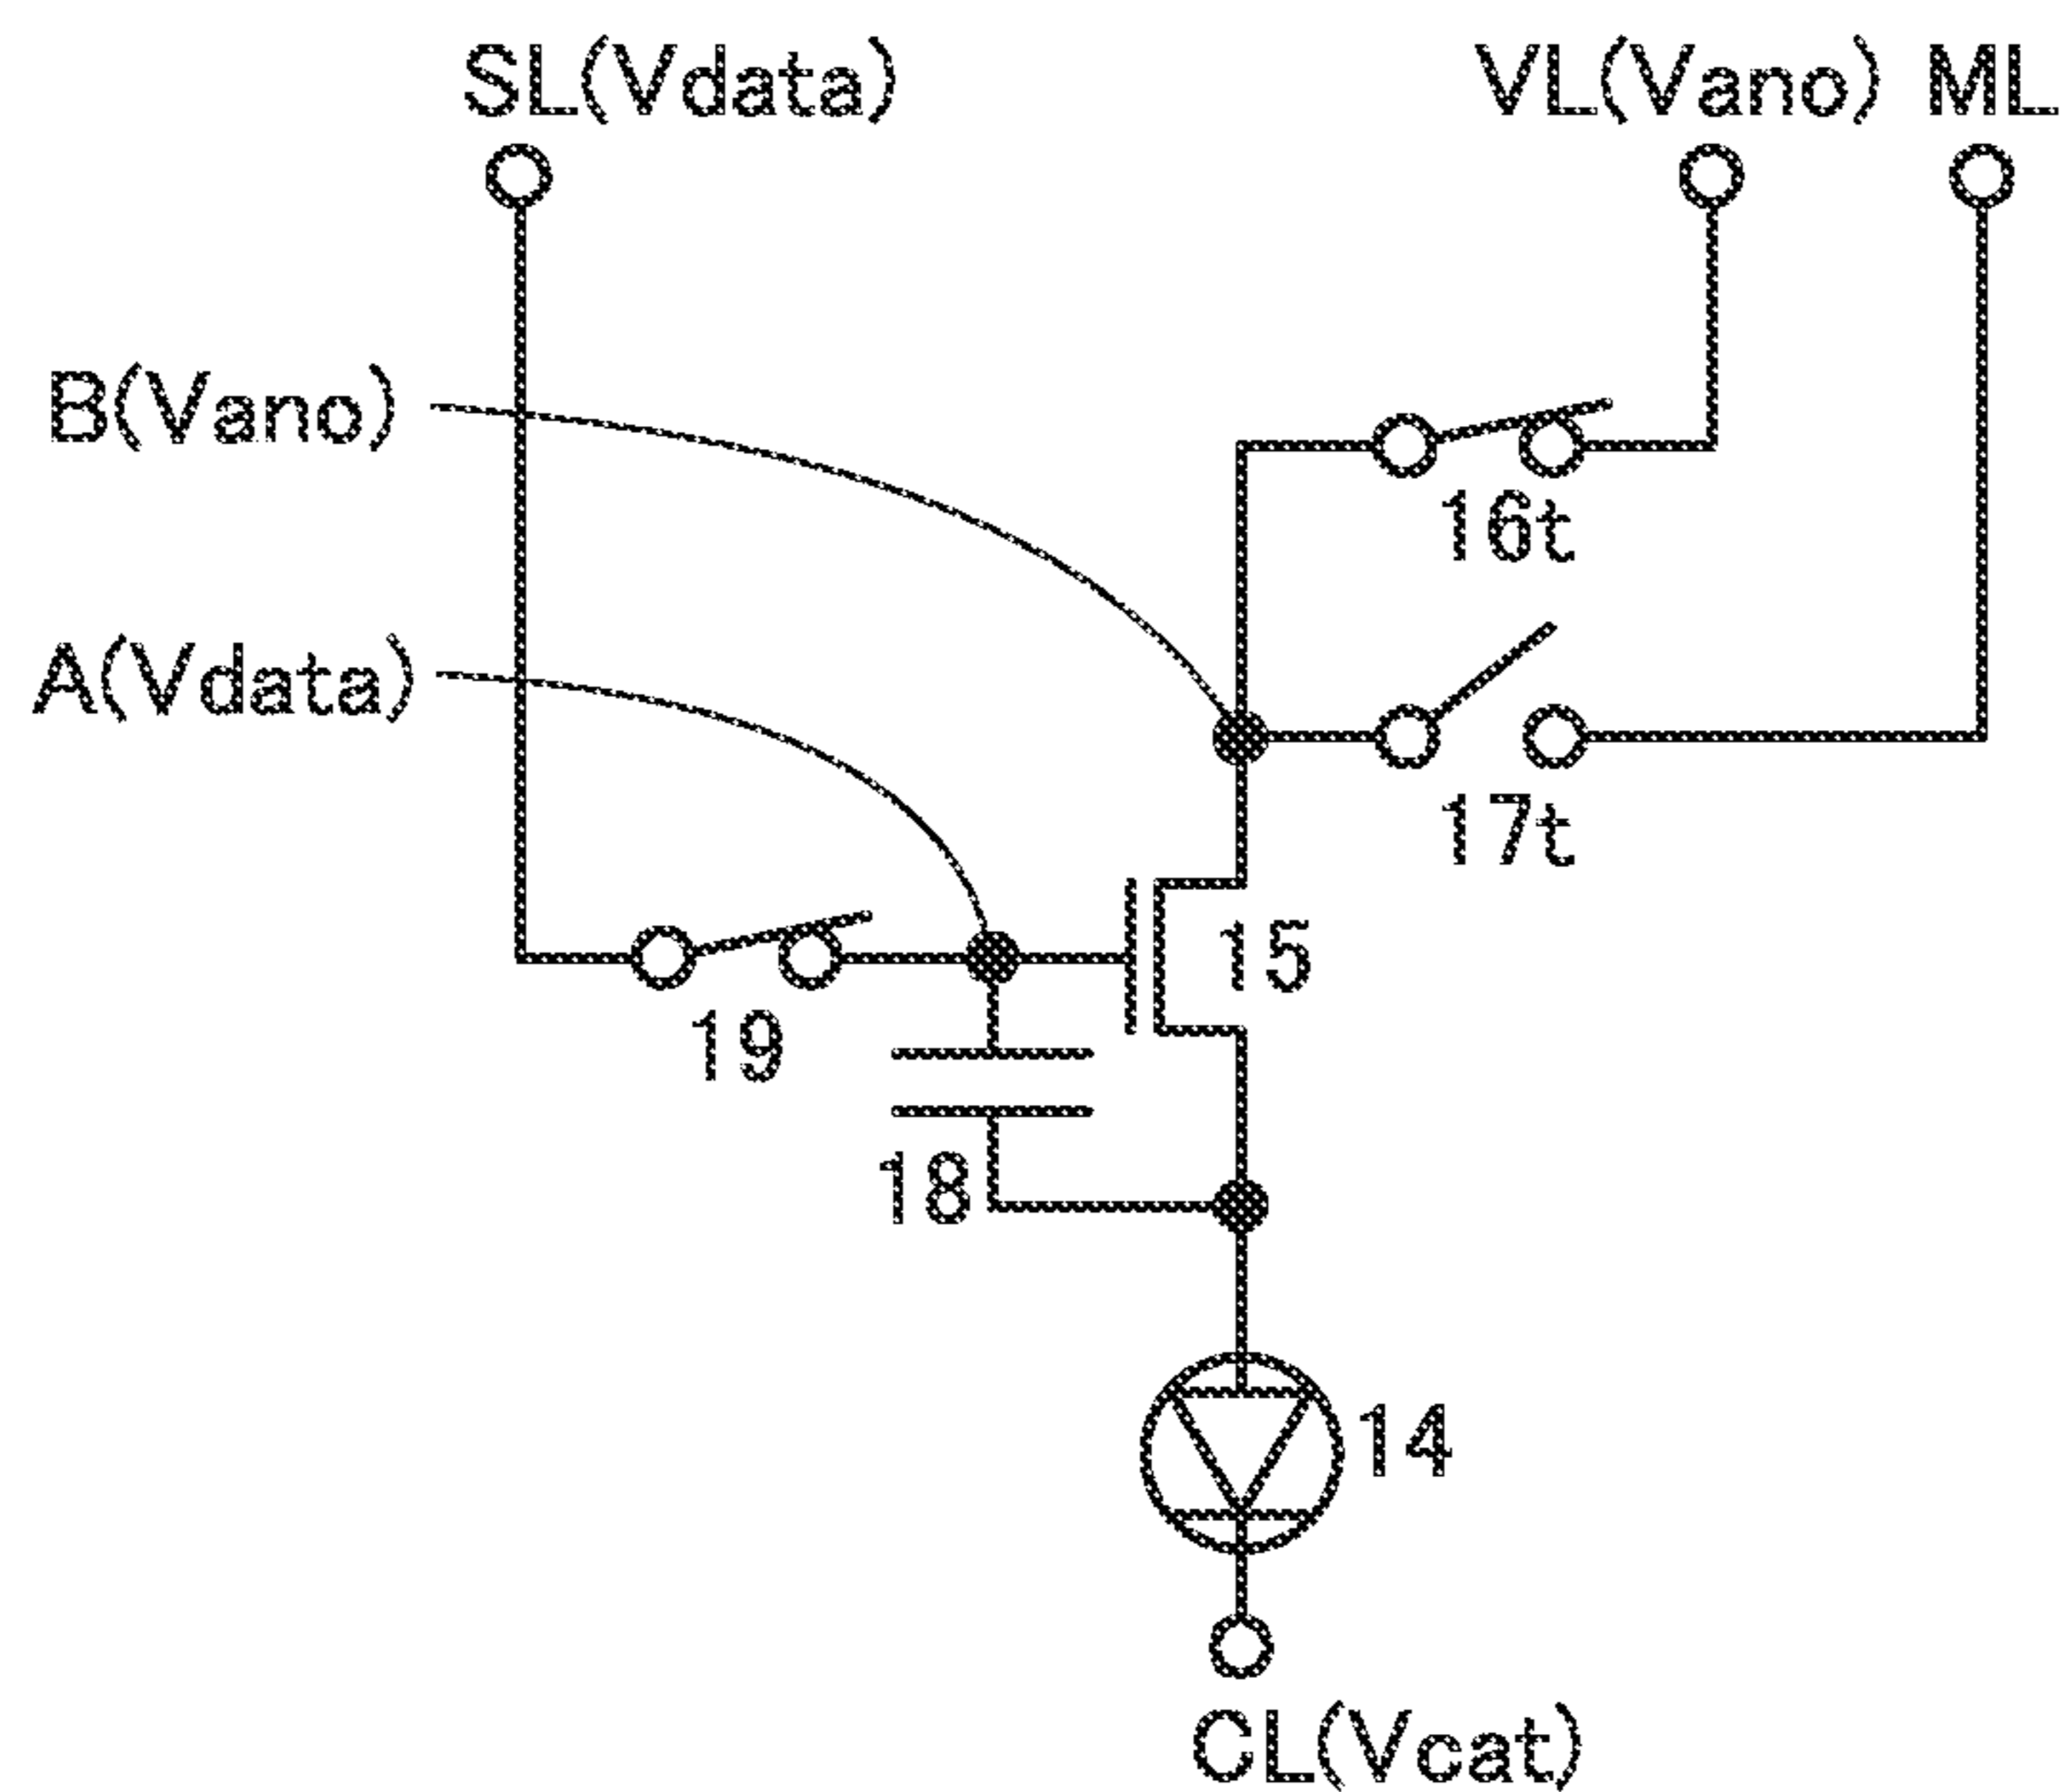 SL(Vdata)
VL(Vano) ML
B(Vano)
16t
A(Vdata)
17t
15
19
18
14
CL(Vcat)